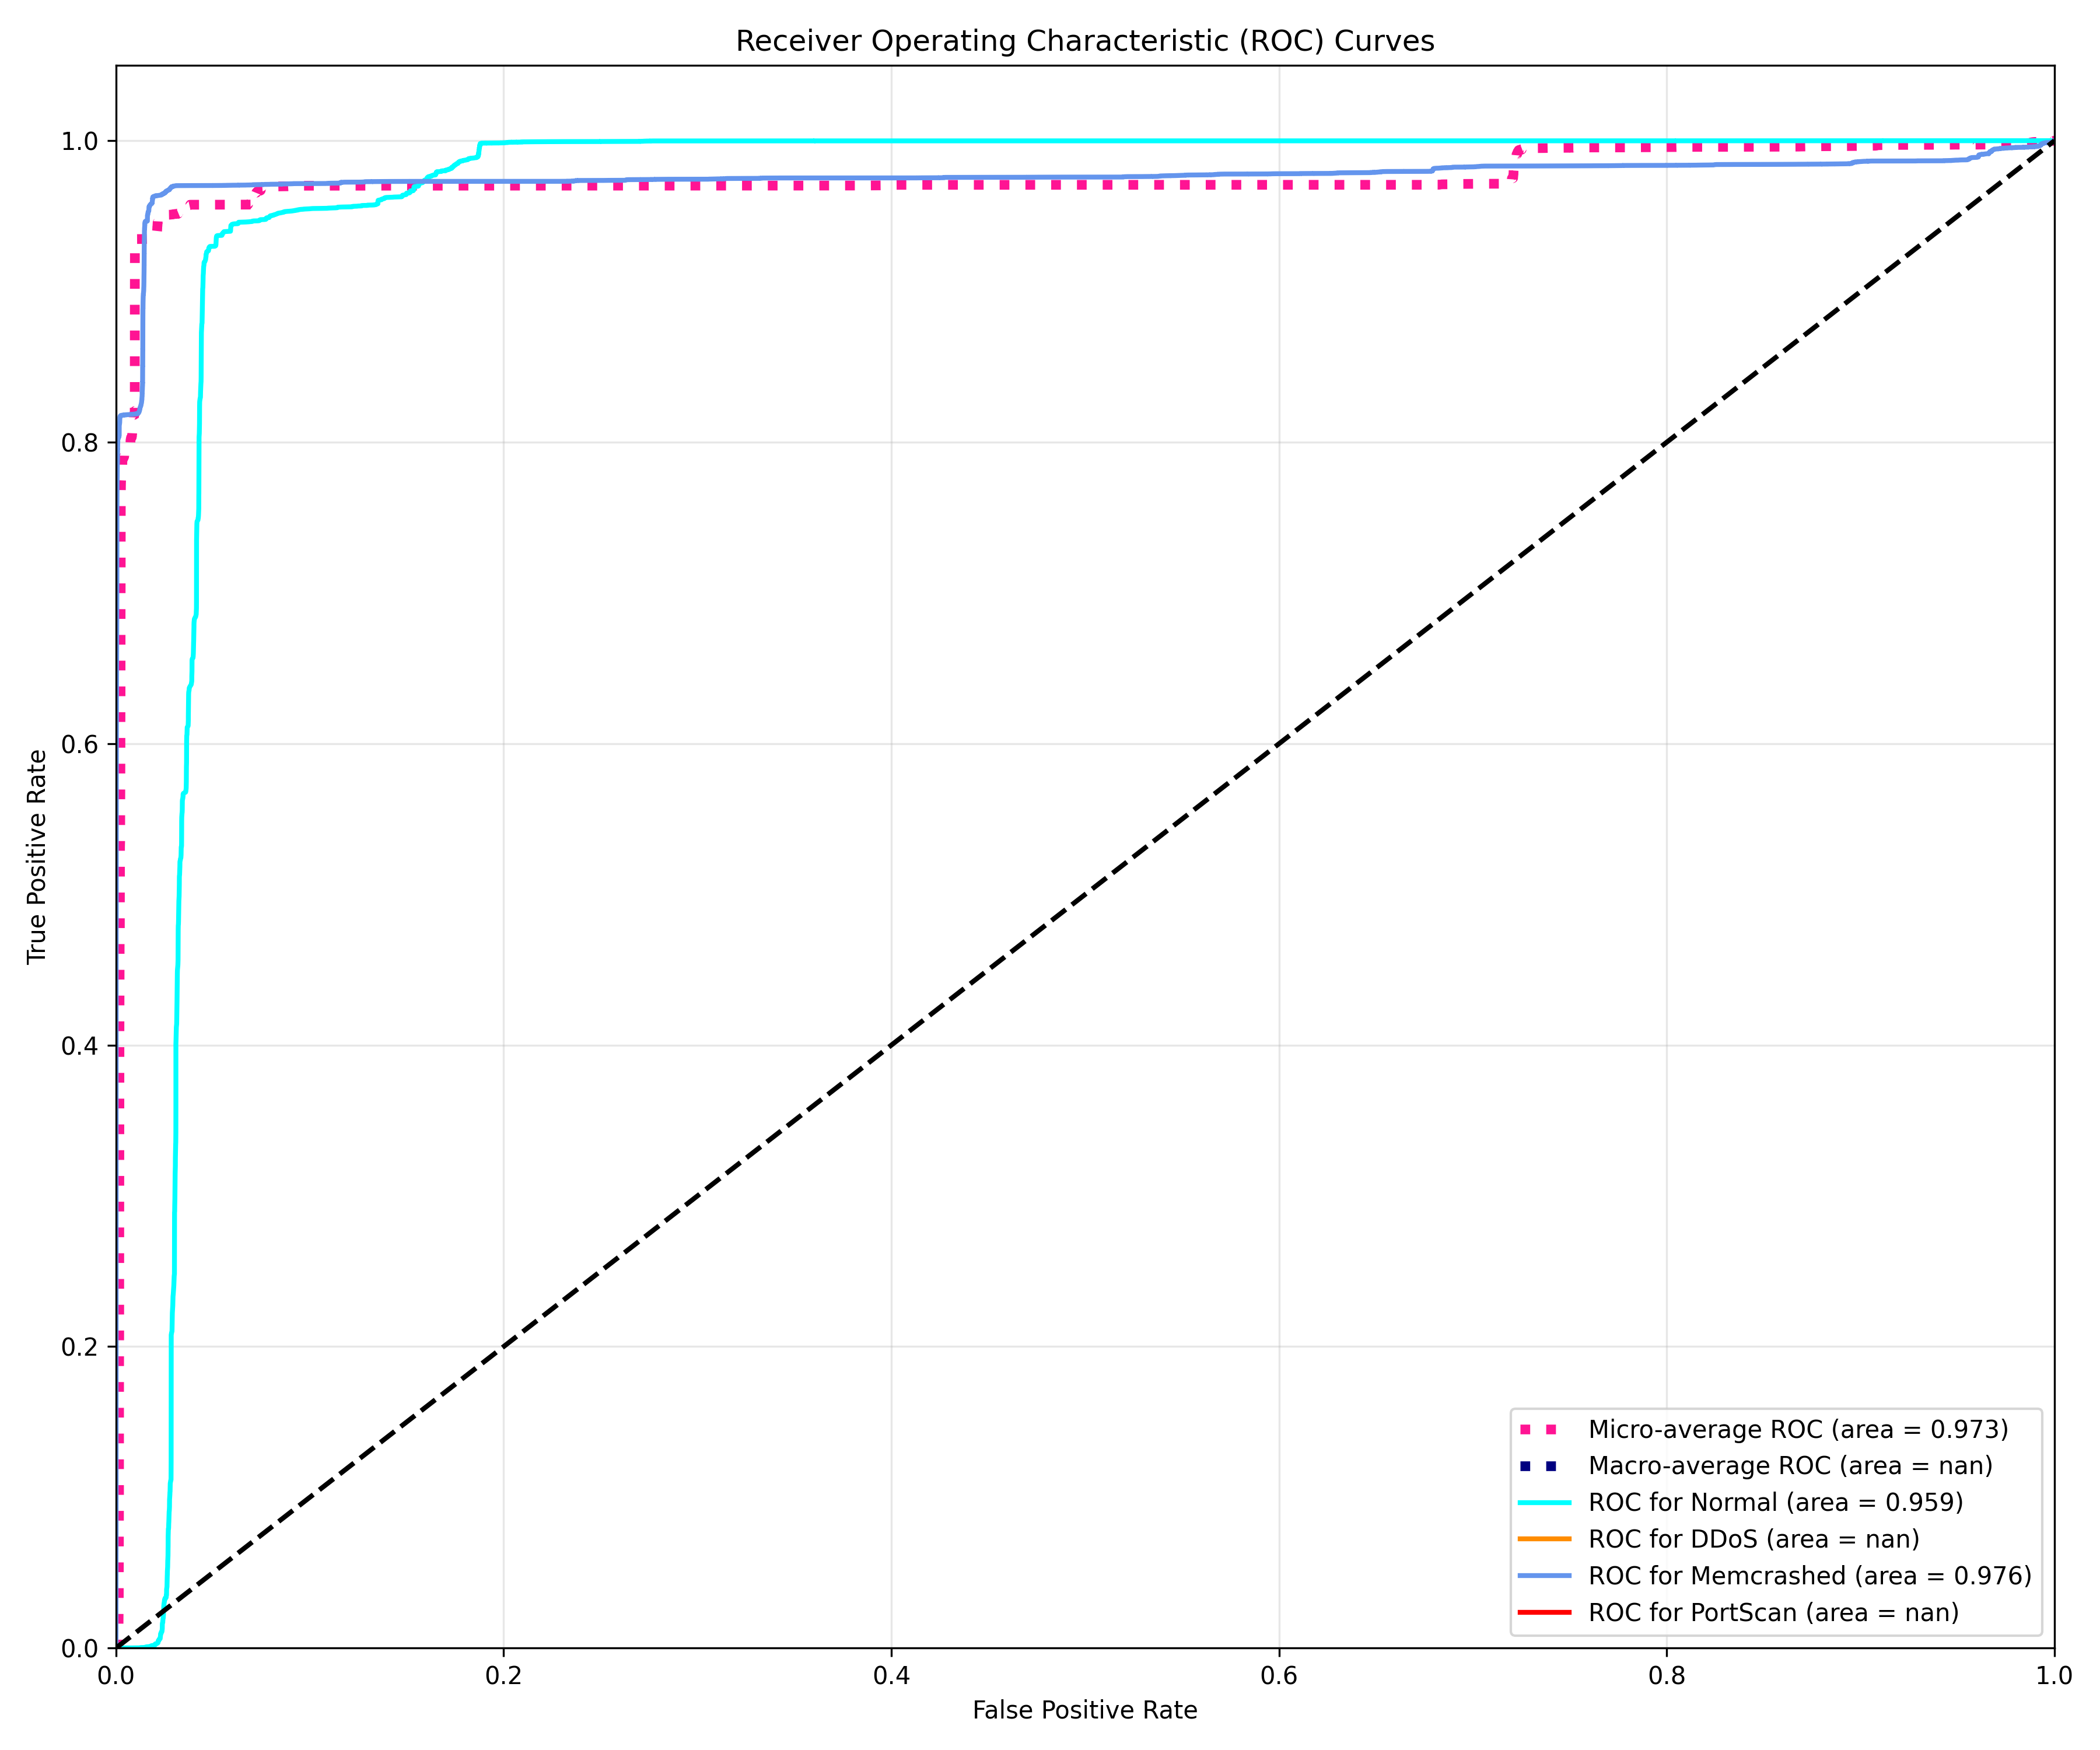 Receiver Operating Characteristic (ROC) Curves
1.0
0.8
0.6
0.4
0.2
0.0
True Positive Rate
0.0 0.2 0.4 0.6 0.8 1.0
False Positive Rate
Micro-average ROC (area = 0.973)
Macro-average ROC (area = nan)
ROC for Normal (area = 0.959)
ROC for DDoS (area = nan)
ROC for Memcrashed (area = 0.976)
ROC for PortScan (area = nan)